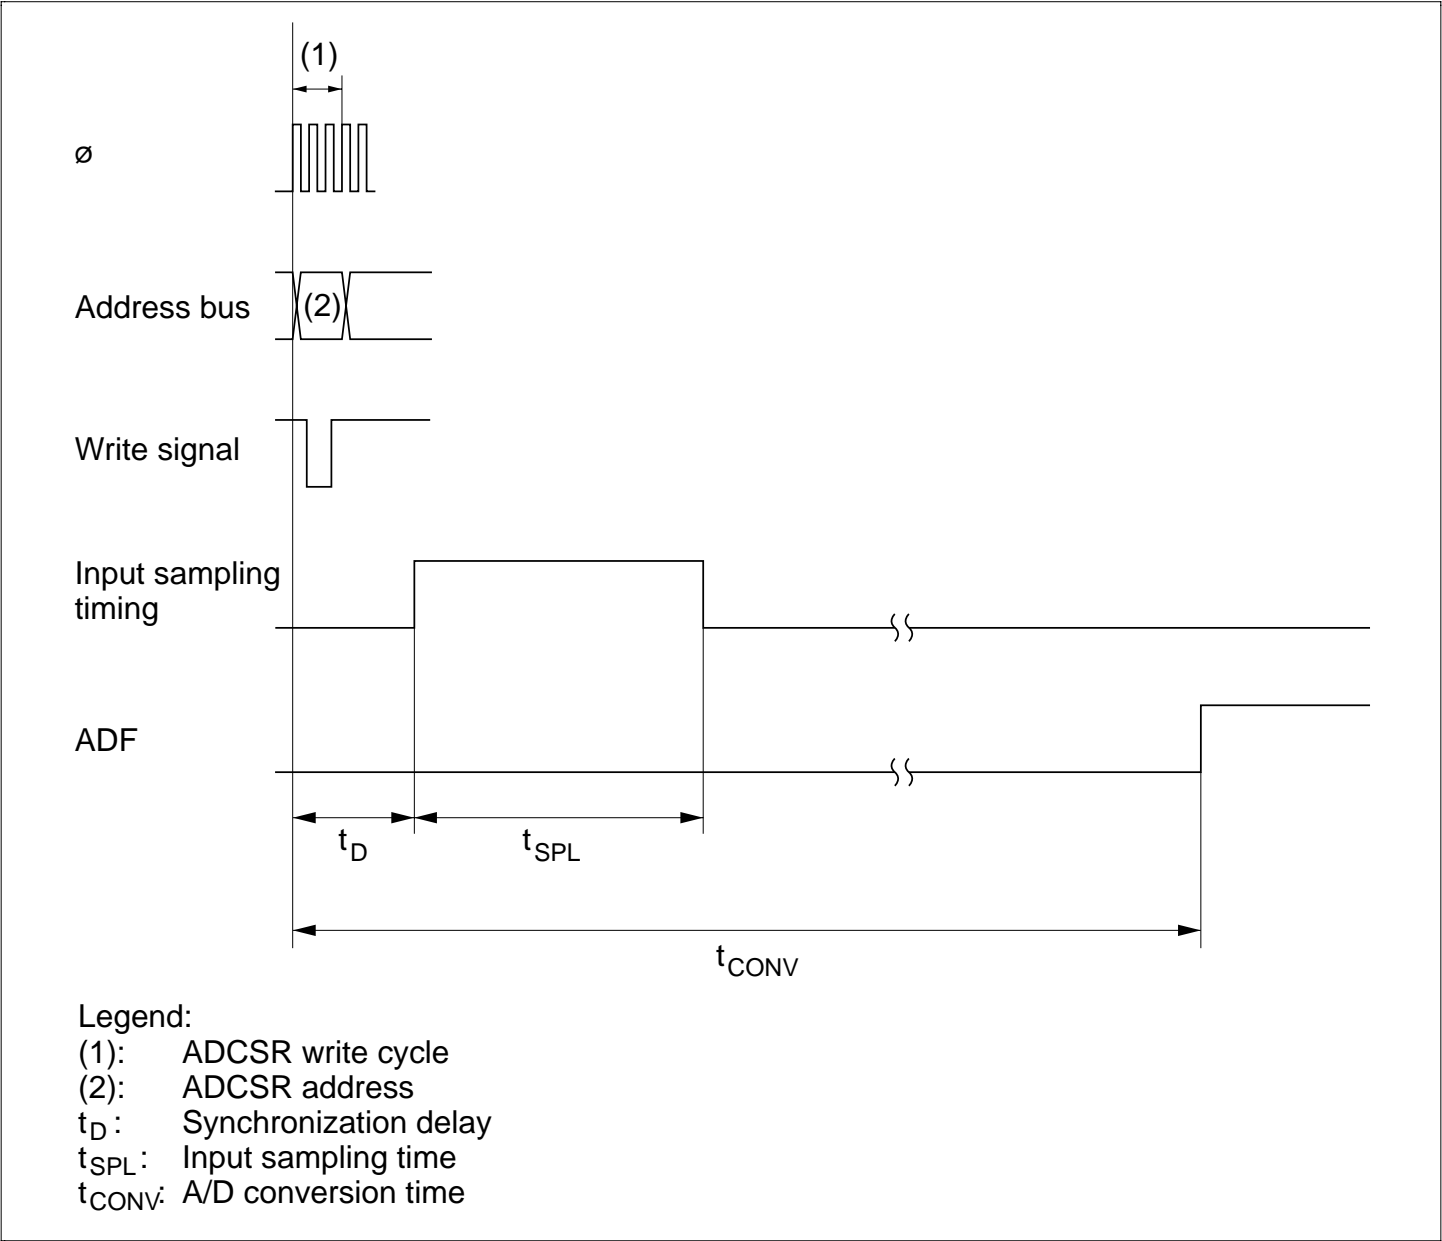 (1)
ø
Address bus
(2)
Write signal
Input sampling
timing
ADF
tD
tSPL
tCONV
Legend:
(1): ADCSR write cycle
(2): ADCSR address
tD : Synchronization delay
tSPL : Input sampling time
tCONV: A/D conversion time